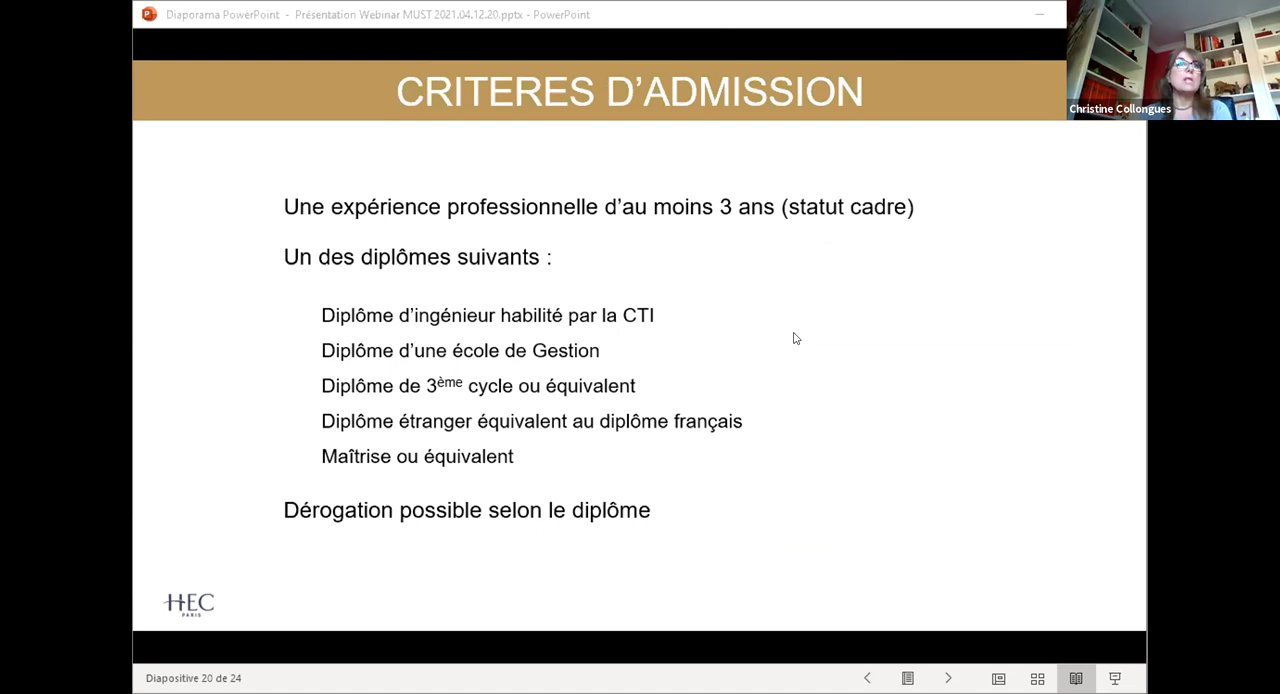 Diaporama PowerPoint - Présentation Webinar MUST 2021.04.12.20.pptx - PowerPoint
Christine Collongues
CRITERES D’ADMISSION
Une expérience professionnelle d’au moins 3 ans (statut cadre)
Un des diplômes suivants :
Diplôme d’ingénieur habilité par la CTI
Diplôme d’une école de Gestion
Diplôme de 3ème cycle ou équivalent
Diplôme étranger équivalent au diplôme français
Maîtrise ou équivalent
Dérogation possible selon le diplôme
HEC
PARIS
Diapositive 20 de 24